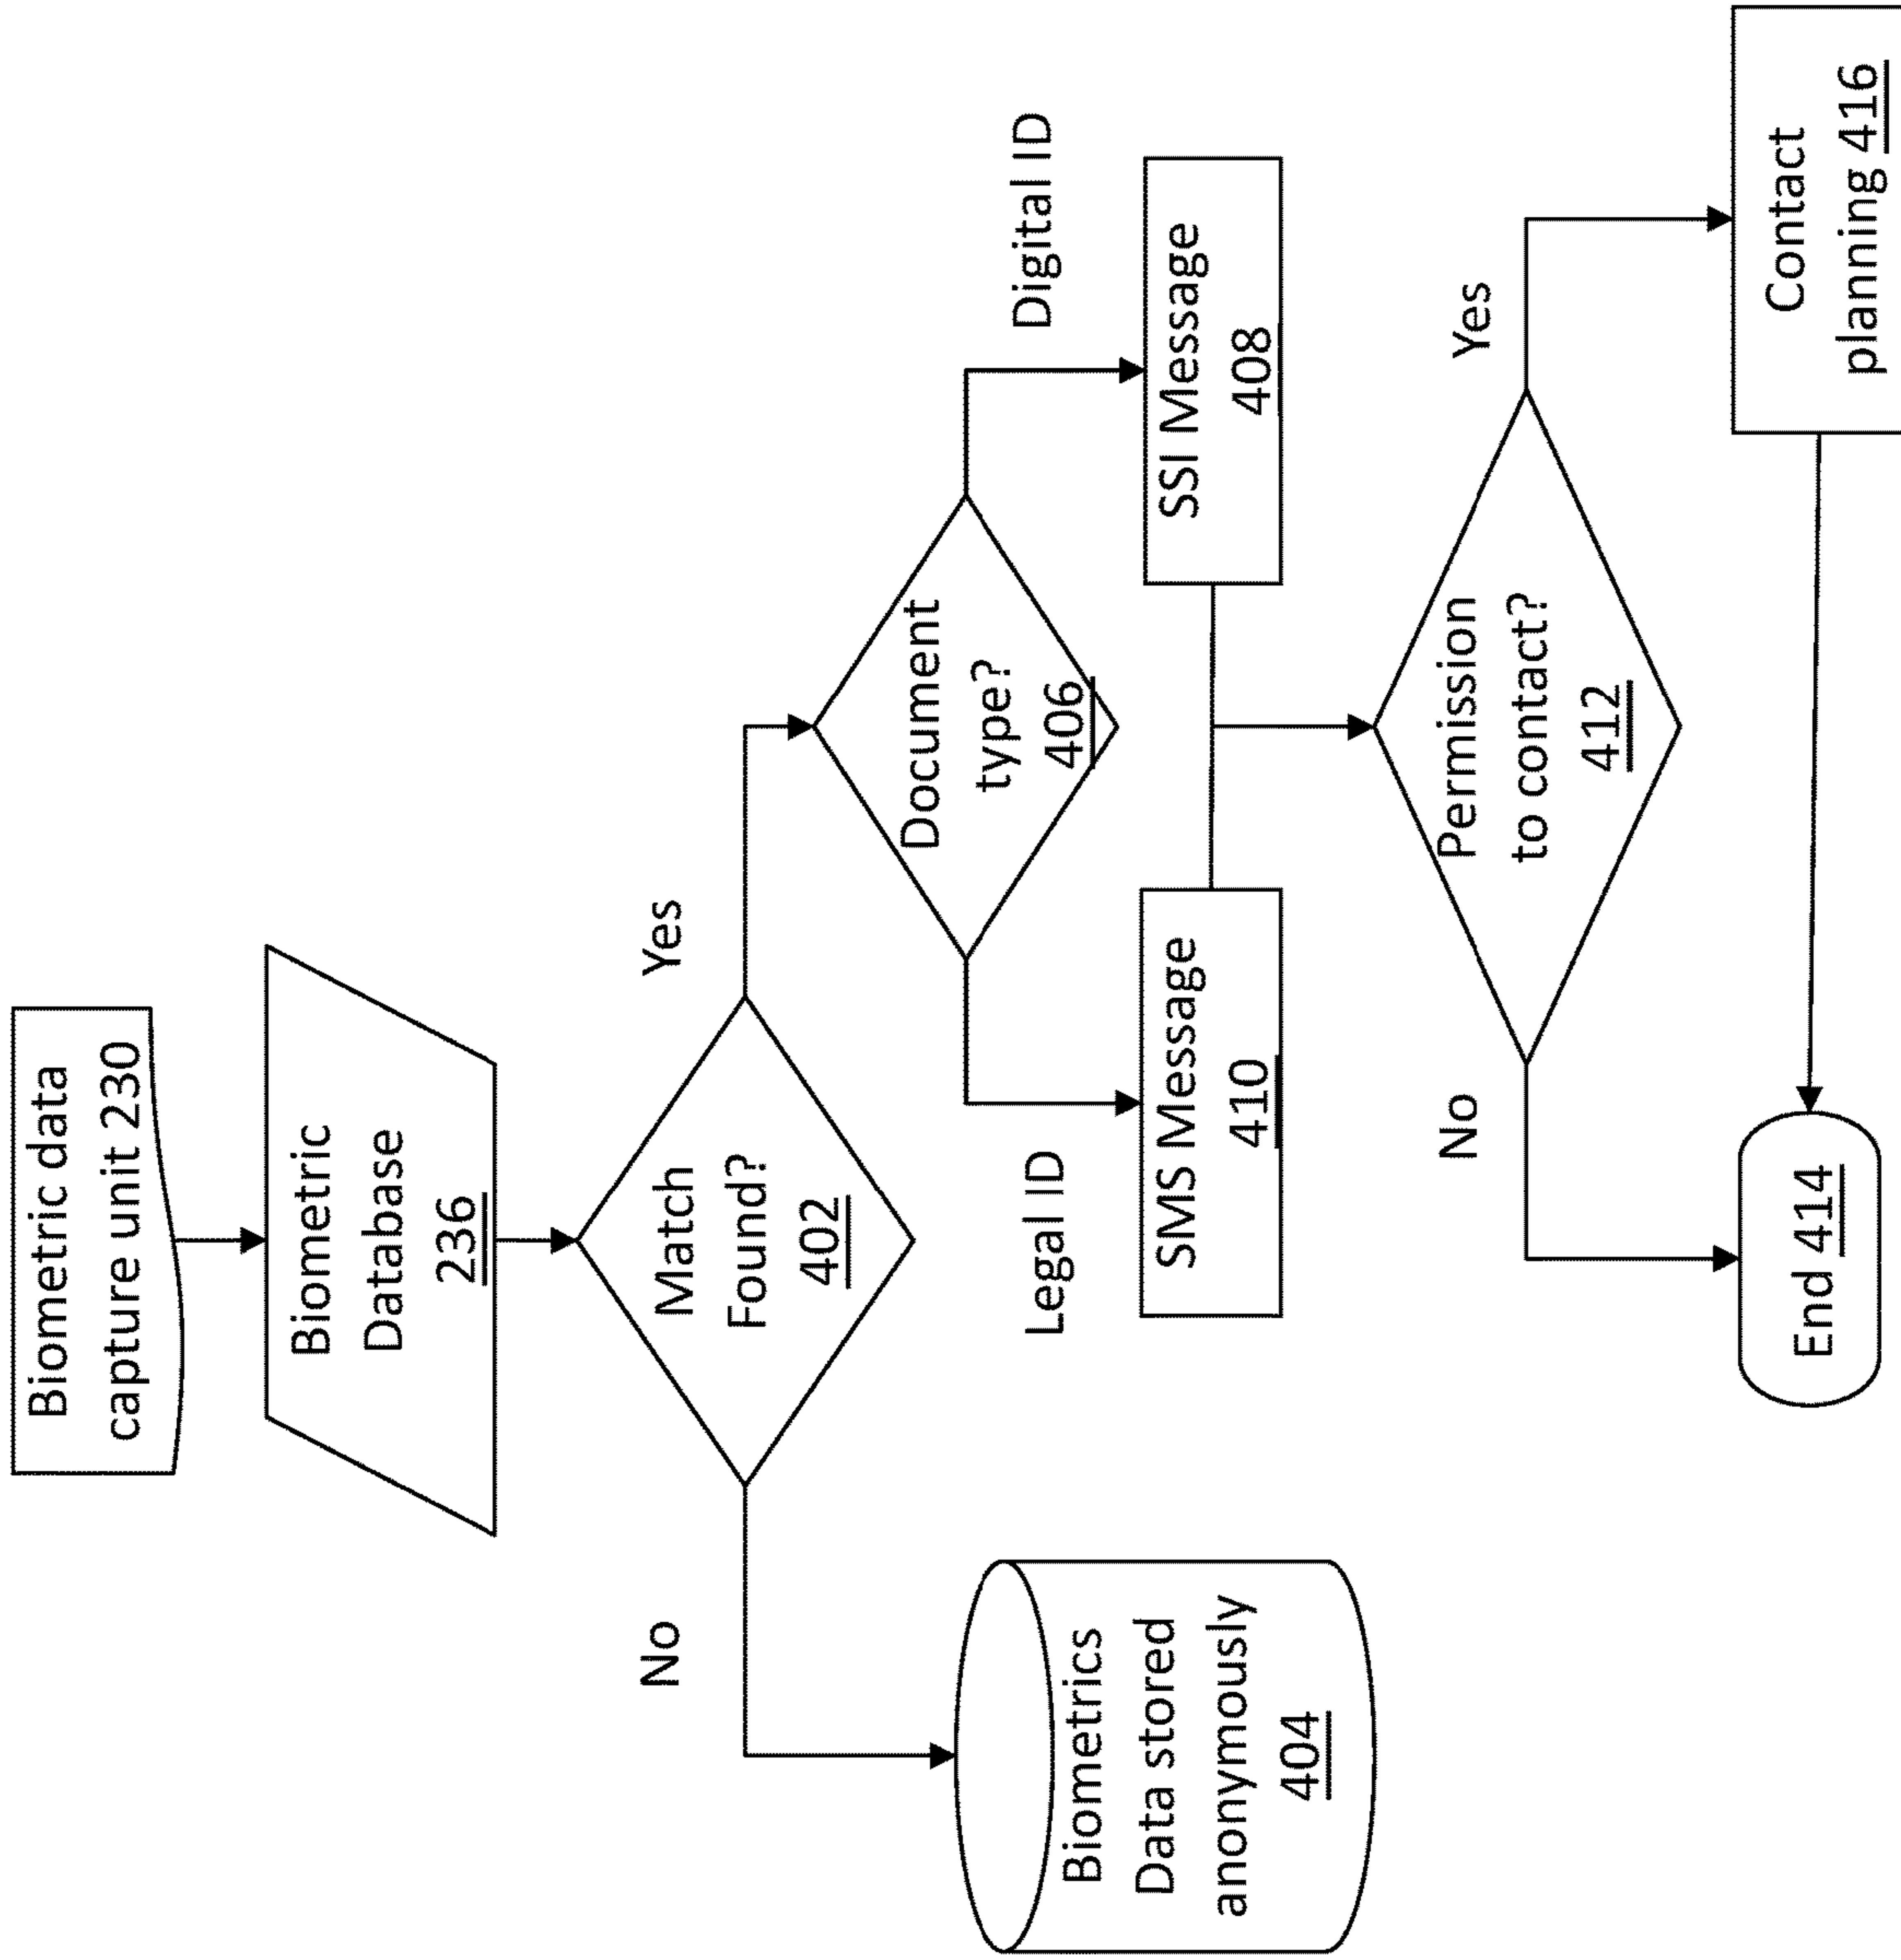 Biometric data
capture unit 230
Biometric
Database
236
Match
Found?
402
No
Yes
Biometrics
Data stored
anonymously
404
Document
type?
406
Legal ID
Digital ID
SMS Message
410
SSI Message
408
Permission
to contact?
412
No
Yes
End 414
Contact
planning 416